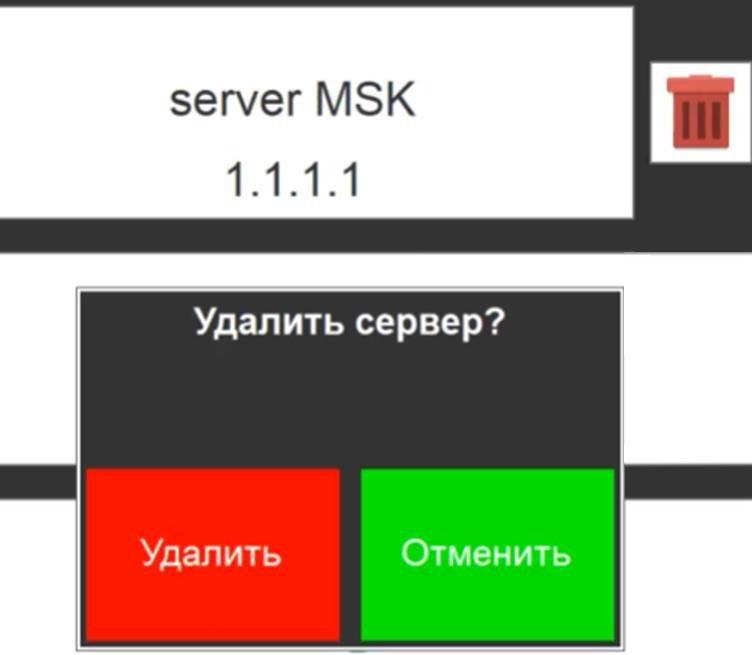 server MSK
1.1.1.1
Удалить сервер?
Удалить
Отменить